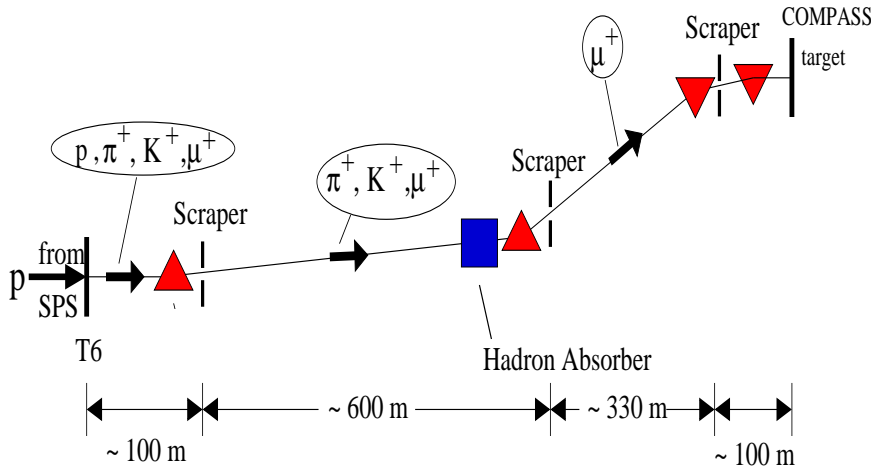 COMPASS
target
Scraper
μ+
p, π+, K+, μ+
Scraper
π+, K+, μ+
Scraper
from
p
SPS
T6
Hadron Absorber
~ 600 m
~ 330 m
~ 100 m
~ 100 m